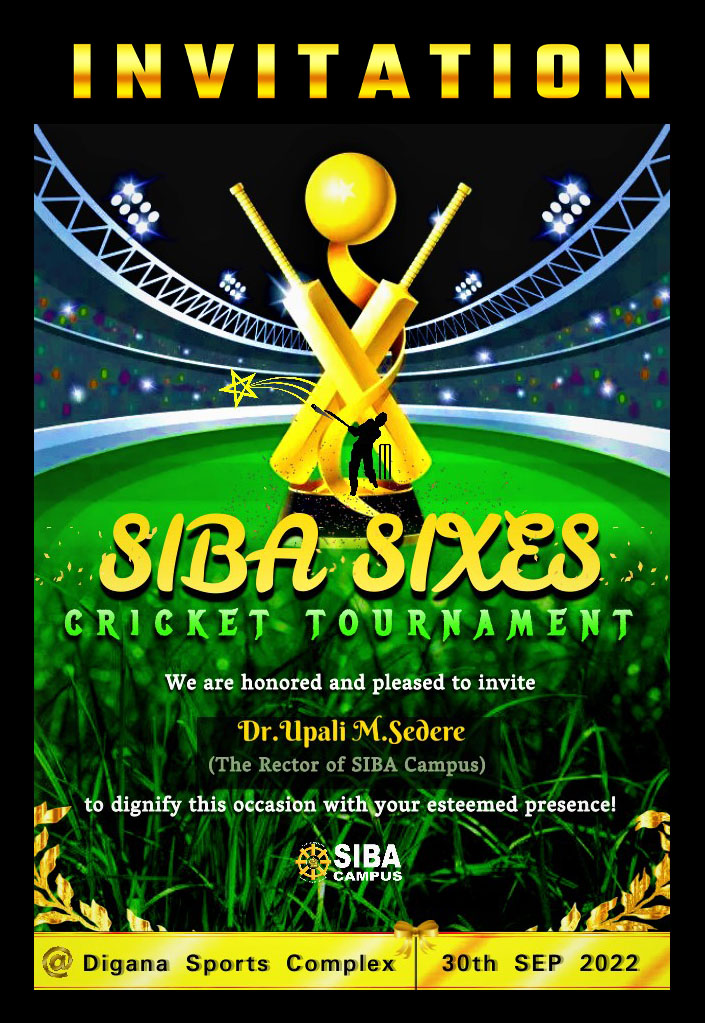 INVITATION
SIBA SIXES
CRICKET TOURNAMENT
We are honored and pleased to invite
Dr.Upali M.Sedere
(The Rector of SIBA Campus)
to dignify this occasion with your esteemed presence!
SIBA
CAMPUS
@ Digana Sports Complex 30th SEP 2022